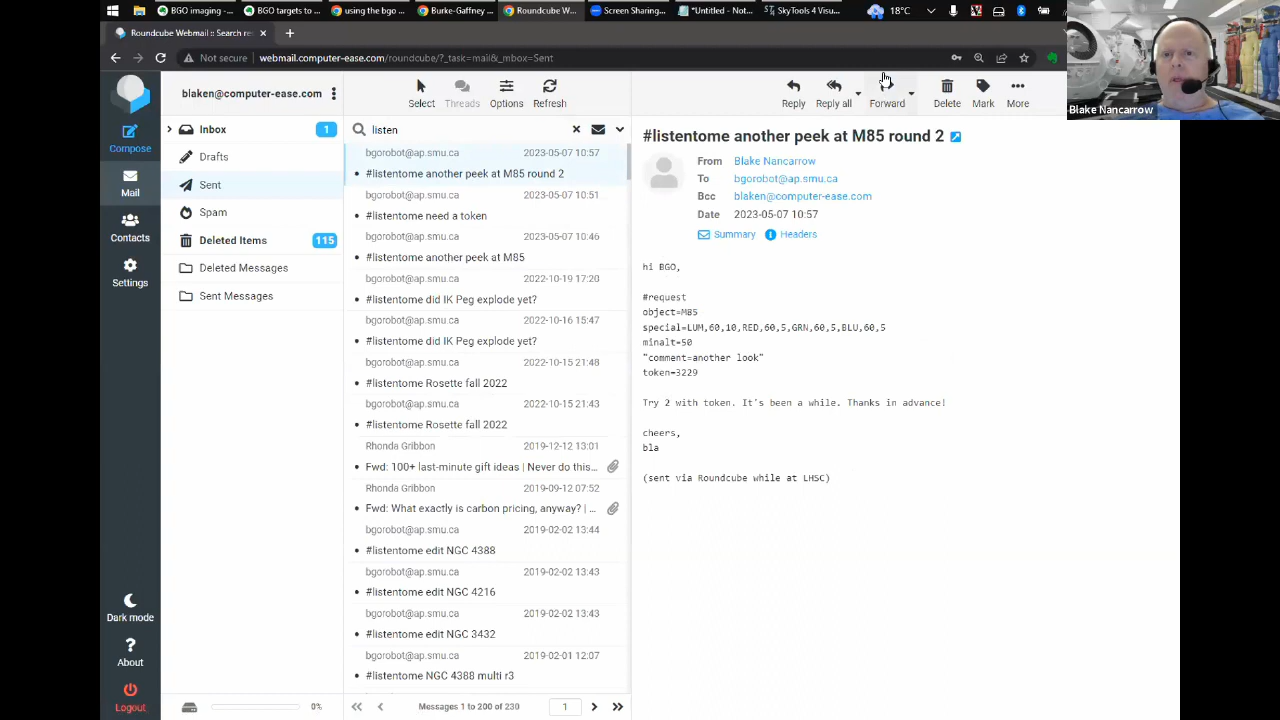 BGO imaging - ...
BGO targets to ...
using the bgo ...
Burke-Gaffney ...
Roundcube W...
Screen Sharing...
*Untitled - Not...
SkyTools 4 Visu...
18°C
Roundcube Webmail :: Search re
Not secure
webmail.computer-ease.com/roundcube/?_task=mail&_mbox=Sent
Blake Nancarrow
blaken@computer-ease.com
Select
Threads
Options
Refresh
Reply
Reply all
Forward
Delete
Mark
More
Compose
Mail
Contacts
Settings
Dark mode
About
Logout
Inbox
1
Drafts
Sent
Spam
Deleted Items
115
Deleted Messages
Sent Messages
0%
listen
bgorobot@ap.smu.ca 2023-05-07 10:57
#listentome another peek at M85 round 2
bgorobot@ap.smu.ca 2023-05-07 10:51
#listentome need a token
bgorobot@ap.smu.ca 2023-05-07 10:46
#listentome another peek at M85
bgorobot@ap.smu.ca 2022-10-19 17:20
#listentome did IK Peg explode yet?
bgorobot@ap.smu.ca 2022-10-16 15:47
#listentome did IK Peg explode yet?
bgorobot@ap.smu.ca 2022-10-15 21:48
#listentome Rosette fall 2022
bgorobot@ap.smu.ca 2022-10-15 21:43
#listentome Rosette fall 2022
Rhonda Gribbon 2019-12-12 13:01
Fwd: 100+ last-minute gift ideas | Never do this...
Rhonda Gribbon 2019-09-12 07:52
Fwd: What exactly is carbon pricing, anyway? | ...
bgorobot@ap.smu.ca 2019-02-02 13:44
#listentome edit NGC 4388
bgorobot@ap.smu.ca 2019-02-02 13:43
#listentome edit NGC 4216
bgorobot@ap.smu.ca 2019-02-02 13:43
#listentome edit NGC 3432
bgorobot@ap.smu.ca 2019-02-01 12:07
#listentome NGC 4388 multi r3
Messages 1 to 200 of 230
1
#listentome another peek at M85 round 2
From Blake Nancarrow
To bgorobot@ap.smu.ca
Bcc blaken@computer-ease.com
Date 2023-05-07 10:57
Summary Headers
hi BGO,
#request
object=M85
special=LUM,60,10,RED,60,5,GRN,60,5,BLU,60,5
minalt=50
"comment=another look"
token=3229
Try 2 with token. It's been a while. Thanks in advance!
cheers,
bla
(sent via Roundcube while at LHSC)